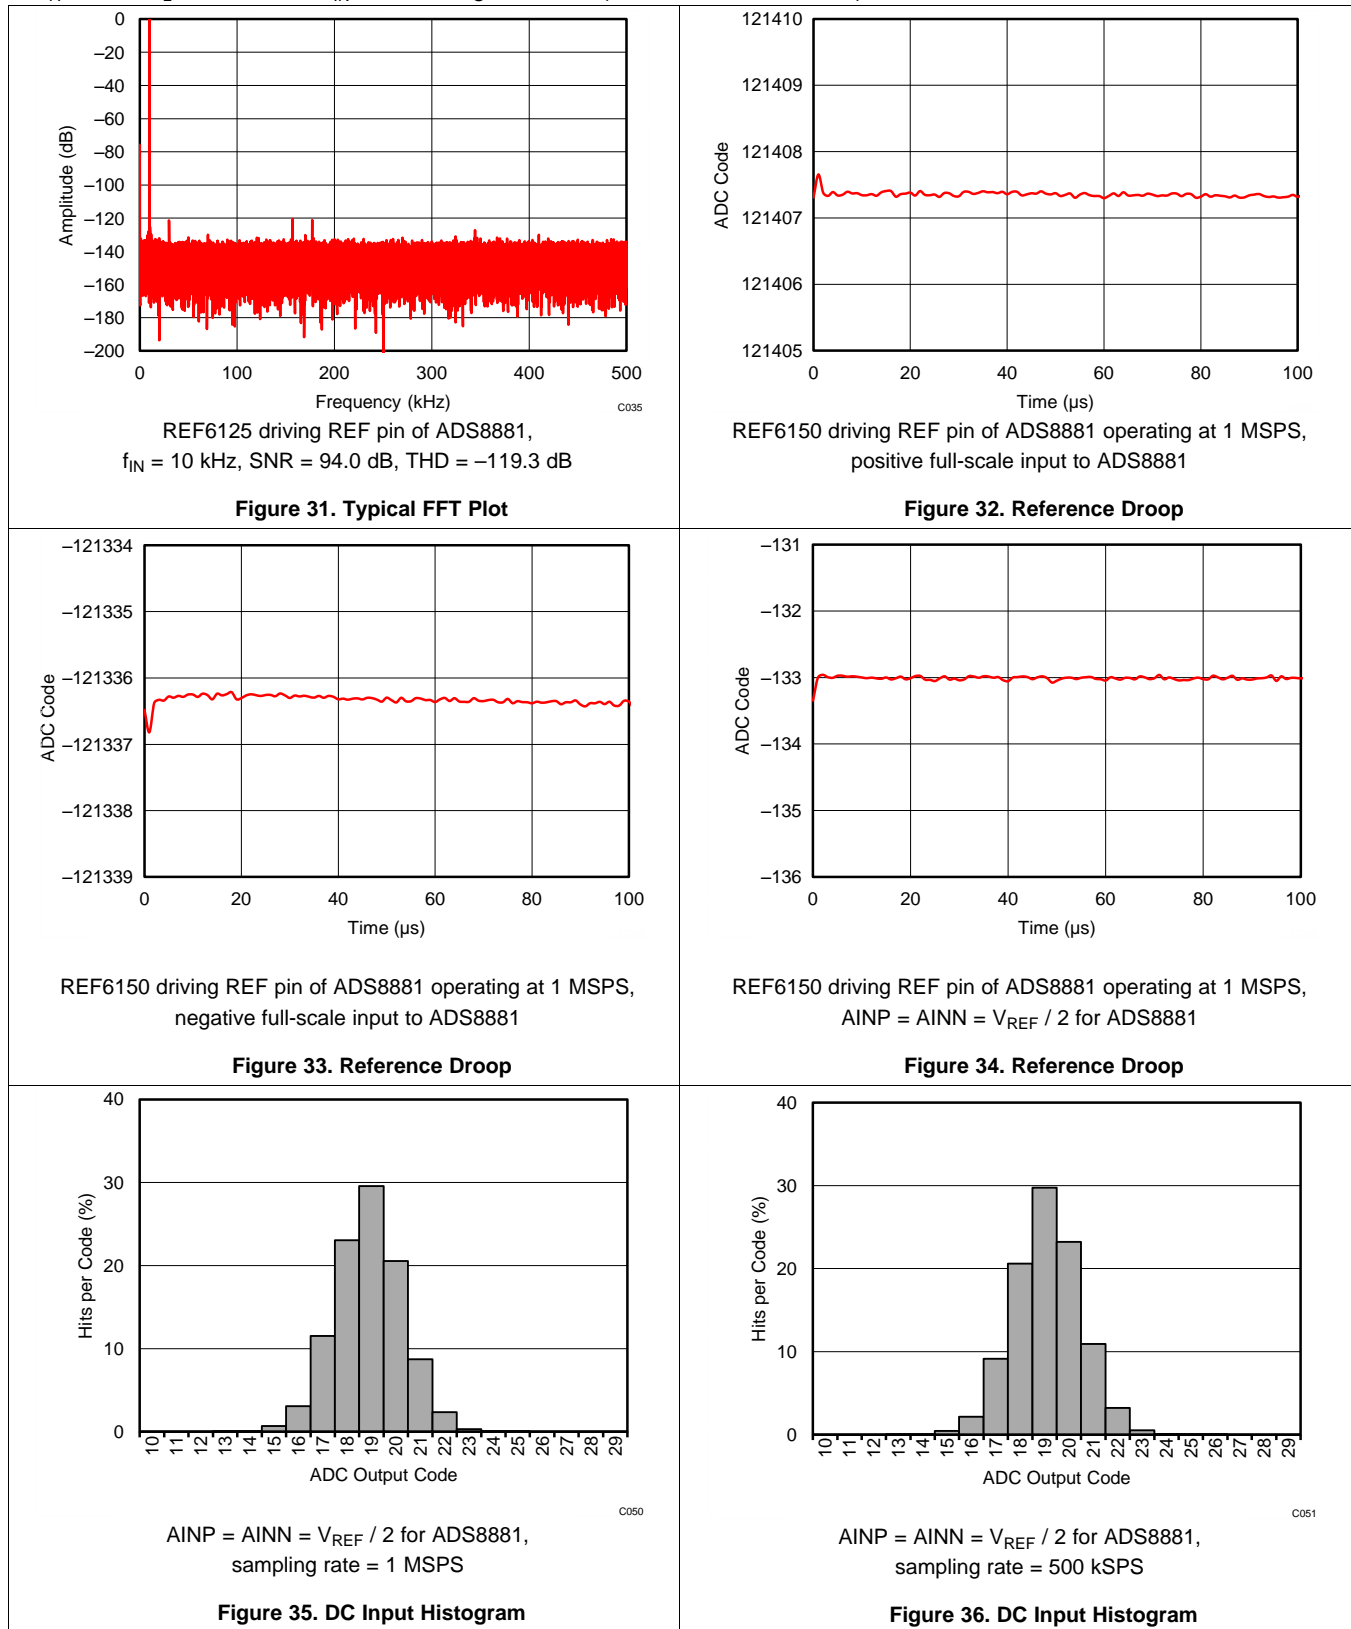 0
–20
–40
–60
–80
–100
–120
–140
–160
–180
–200
Amplitude (dB)
0 100 200 300 400 500
Frequency (kHz)
C035
REF6125 driving REF pin of ADS8881,
fIN = 10 kHz, SNR = 94.0 dB, THD = –119.3 dB
Figure 31. Typical FFT Plot
121410
121409
121408
121407
121406
121405
ADC Code
0 20 40 60 80 100
Time (µs)
REF6150 driving REF pin of ADS8881 operating at 1 MSPS,
positive full-scale input to ADS8881
Figure 32. Reference Droop
–121334
–121335
–121336
–121337
–121338
–121339
ADC Code
0 20 40 60 80 100
Time (µs)
REF6150 driving REF pin of ADS8881 operating at 1 MSPS,
negative full-scale input to ADS8881
Figure 33. Reference Droop
–131
–132
–133
–134
–135
–136
ADC Code
0 20 40 60 80 100
Time (µs)
REF6150 driving REF pin of ADS8881 operating at 1 MSPS,
AINP = AINN = VREF / 2 for ADS8881
Figure 34. Reference Droop
40
30
20
10
0
Hits per Code (%)
10 11 12 13 14 15 16 17 18 19 20 21 22 23 24 25 26 27 28 29
ADC Output Code
C050
AINP = AINN = VREF / 2 for ADS8881,
sampling rate = 1 MSPS
Figure 35. DC Input Histogram
40
30
20
10
0
Hits per Code (%)
10 11 12 13 14 15 16 17 18 19 20 21 22 23 24 25 26 27 28 29
ADC Output Code
C051
AINP = AINN = VREF / 2 for ADS8881,
sampling rate = 500 kSPS
Figure 36. DC Input Histogram